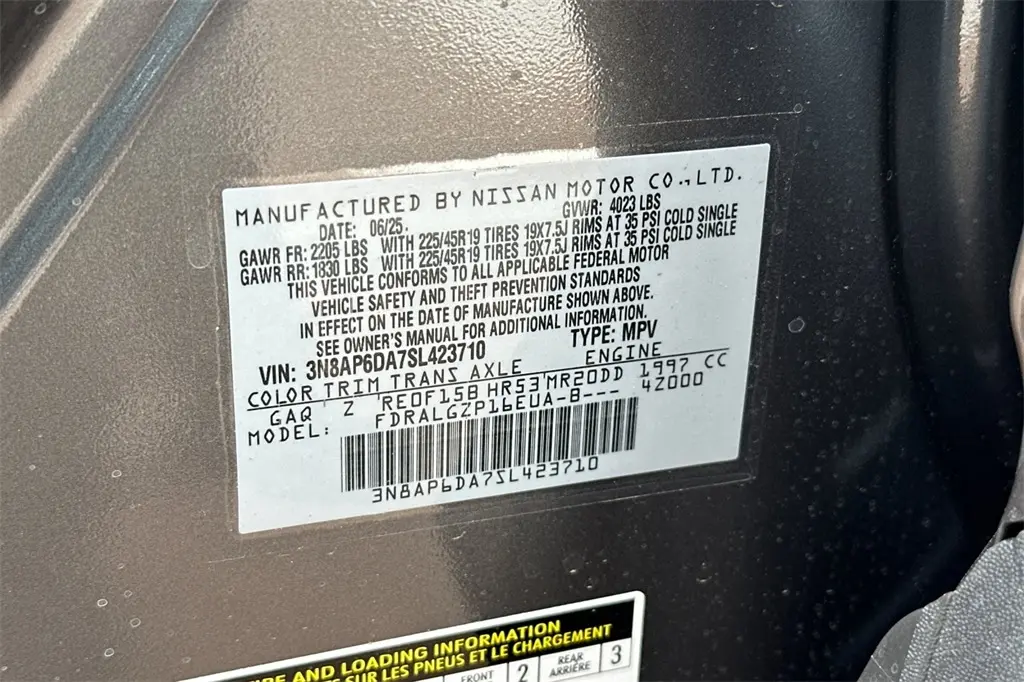 MANUFACTURED BY NISSAN MOTOR CO.,LTD.
DATE: 06/25. GVWR: 4023 LBS
GAWR FR: 2205 LBS WITH 225/45R19 TIRES 19X7.5J RIMS AT 35 PSI COLD SINGLE
GAWR RR: 1830 LBS WITH 225/45R19 TIRES 19X7.5J RIMS AT 35 PSI COLD SINGLE
THIS VEHICLE CONFORMS TO ALL APPLICABLE FEDERAL MOTOR
VEHICLE SAFETY AND THEFT PREVENTION STANDARDS
IN EFFECT ON THE DATE OF MANUFACTURE SHOWN ABOVE.
SEE OWNER'S MANUAL FOR ADDITIONAL INFORMATION.
VIN: 3N8AP6DA7SL423710 TYPE: MPV
COLOR TRIM TRANS AXLE ENGINE
GAQ Z RE0F15B HR53 MR20DD 1997 CC
MODEL: FDRALGZP16EUA-B--- 4Z000
3N8AP6DA7SL423710
AND LOADING INFORMATION
SUR LES PNEUS ET LE CHARGEMENT
FRONT 2 REAR 3
ARRIÈRE